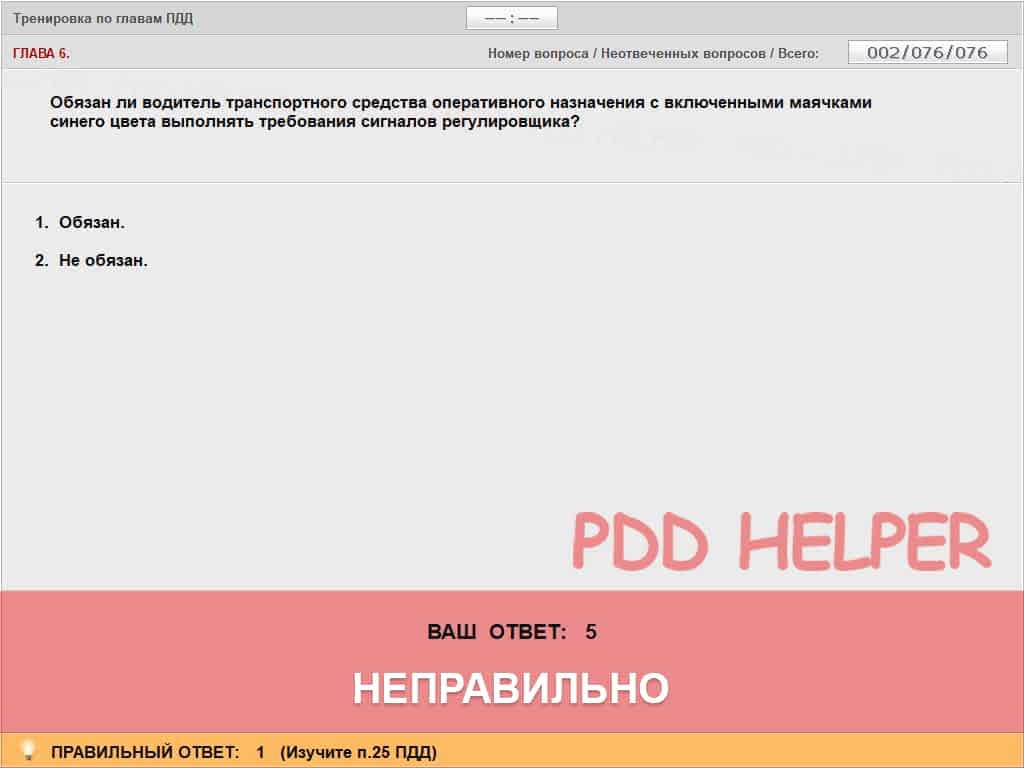 Тренировка по главам ПДД
—— : ——
ГЛАВА 6.
Номер вопроса / Неотвеченных вопросов / Всего:
002/076/076
Обязан ли водитель транспортного средства оперативного назначения с включенными маячками
синего цвета выполнять требования сигналов регулировщика?
1. Обязан.
2. Не обязан.
PDD HELPER
ВАШ ОТВЕТ: 5
НЕПРАВИЛЬНО
ПРАВИЛЬНЫЙ ОТВЕТ: 1 (Изучите п.25 ПДД)